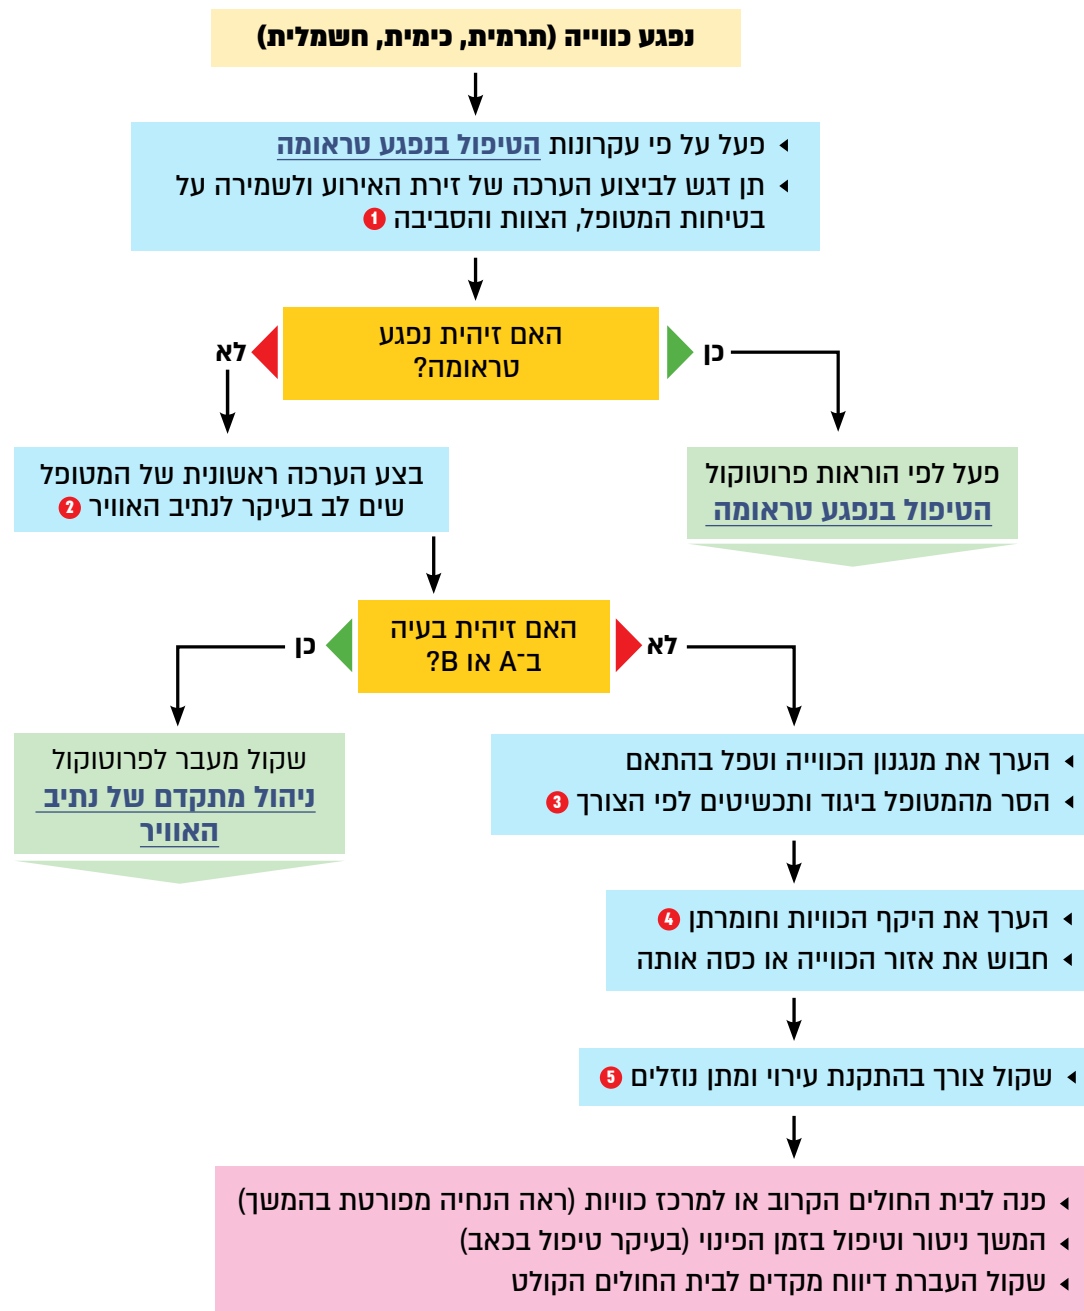 נפגע כווייה (תרמית, כימית, חשמלית)
פעל על פי עקרונות הטיפול בנפגע טראומה
תן דגש לביצוע הערכה של זירת האירוע ולשמירה על
בטיחות המטופל, הצוות והסביבה 1
האם זיהית נפגע
טראומה?
כן
לא
פעל לפי הוראות פרוטוקול
הטיפול בנפגע טראומה
בצע הערכה ראשונית של המטופל
שים לב בעיקר לנתיב האוויר 2
האם זיהית בעיה
ב־A או B?
לא
כן
הערך את מנגנון הכווייה וטפל בהתאם
הסר מהמטופל ביגוד ותכשיטים לפי הצורך 3
שקול מעבר לפרוטוקול
ניהול מתקדם של נתיב
האוויר
הערך את היקף הכוויות וחומרתן 4
חבוש את אזור הכווייה או כסה אותה
שקול צורך בהתקנת עירוי ומתן נוזלים 5
פנה לבית החולים הקרוב או למרכז כוויות (ראה הנחיה מפורטת בהמשך)
המשך ניטור וטיפול בזמן הפינוי (בעיקר טיפול בכאב)
שקול העברת דיווח מקדים לבית החולים הקולט